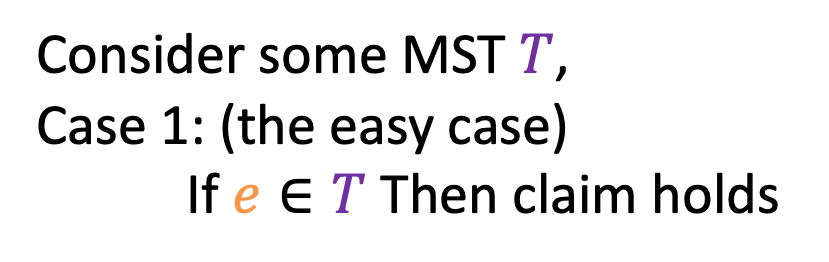 Consider some MST T,
Case 1: (the easy case)
If e ∈ T Then claim holds